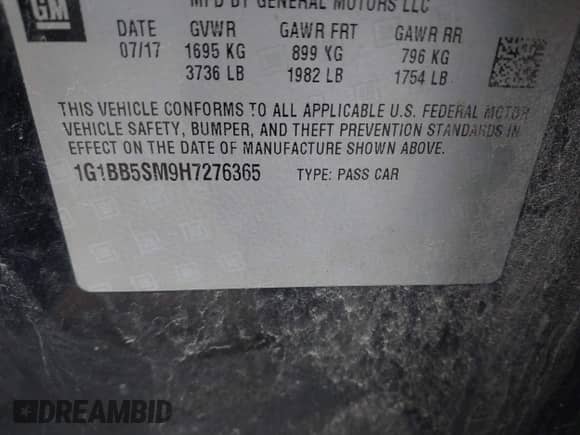 GM
MFD BY GENERAL MOTORS LLC
DATE GVWR GAWR FRT GAWR RR
07/17 1695 KG 899 KG 796 KG
3736 LB 1982 LB 1754 LB
THIS VEHICLE CONFORMS TO ALL APPLICABLE U.S. FEDERAL MOTOR
VEHICLE SAFETY, BUMPER, AND THEFT PREVENTION STANDARDS IN
EFFECT ON THE DATE OF MANUFACTURE SHOWN ABOVE.
1G1BB5SM9H7276365 TYPE: PASS CAR
DREAMBID